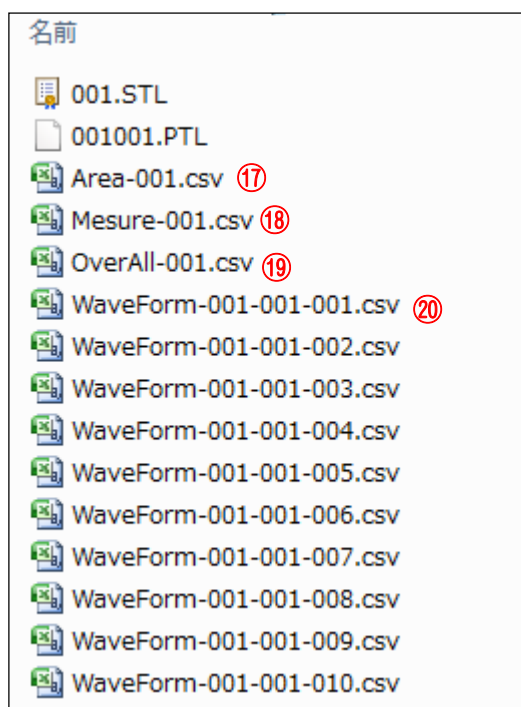 名前
001.STL
001001.PTL
Area-001.csv ⑰
Mesure-001.csv ⑱
OverAll-001.csv ⑲
WaveForm-001-001-001.csv ⑳
WaveForm-001-001-002.csv
WaveForm-001-001-003.csv
WaveForm-001-001-004.csv
WaveForm-001-001-005.csv
WaveForm-001-001-006.csv
WaveForm-001-001-007.csv
WaveForm-001-001-008.csv
WaveForm-001-001-009.csv
WaveForm-001-001-010.csv